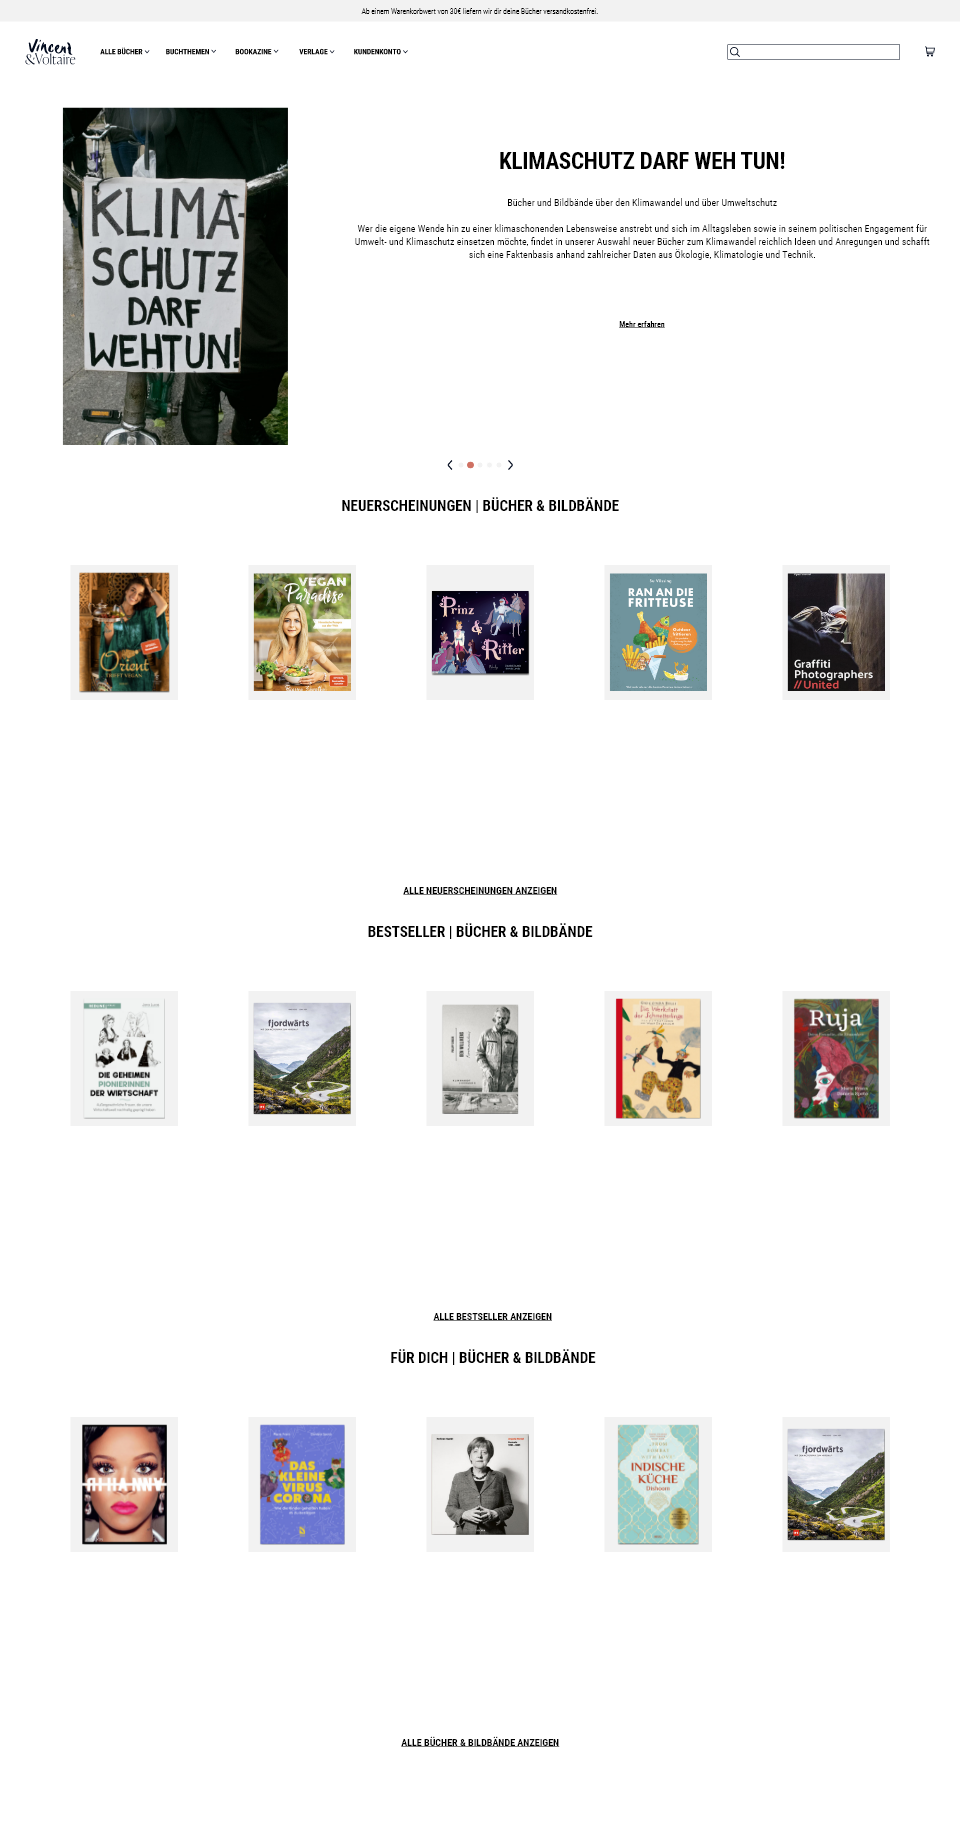 Ab einem Warenkorbwert von 30€ liefern wir dir deine Bücher versandkostenfrei.
Vincent
&Voltaire
ALLE BÜCHER
BUCHTHEMEN
BOOKAZINE
VERLAGE
KUNDENKONTO
KLIMA-
SCHUTZ
DARF
WEHTUN!
KLIMASCHUTZ DARF WEH TUN!
Bücher und Bildbände über den Klimawandel und über Umweltschutz
Wer die eigene Wende hin zu einer klimaschonenden Lebensweise anstrebt und sich im Alltagsleben sowie in seinem politischen Engagement für
Umwelt- und Klimaschutz einsetzen möchte, findet in unserer Auswahl neuer Bücher zum Klimawandel reichlich Ideen und Anregungen und schafft
sich eine Faktenbasis anhand zahlreicher Daten aus Ökologie, Klimatologie und Technik.
Mehr erfahren
NEUERSCHEINUNGEN | BÜCHER & BILDBÄNDE
Orient
TRIFFT VEGAN
VEGAN
Paradise
Prinz
&
Ritter
RAN AN DIE
FRITTEUSE
Graffiti
Photographers
//United
ALLE NEUERSCHEINUNGEN ANZEIGEN
BESTSELLER | BÜCHER & BILDBÄNDE
DIE GEHEIMEN
PIONIERINNEN
DER WIRTSCHAFT
fjordwärts
Die Werkstatt
der Schmetterlinge
Ruja
ALLE BESTSELLER ANZEIGEN
FÜR DICH | BÜCHER & BILDBÄNDE
DAS
KLEINE
VIRUS
CORONA
INDISCHE
KÜCHE
Dishoom
fjordwärts
ALLE BÜCHER & BILDBÄNDE ANZEIGEN